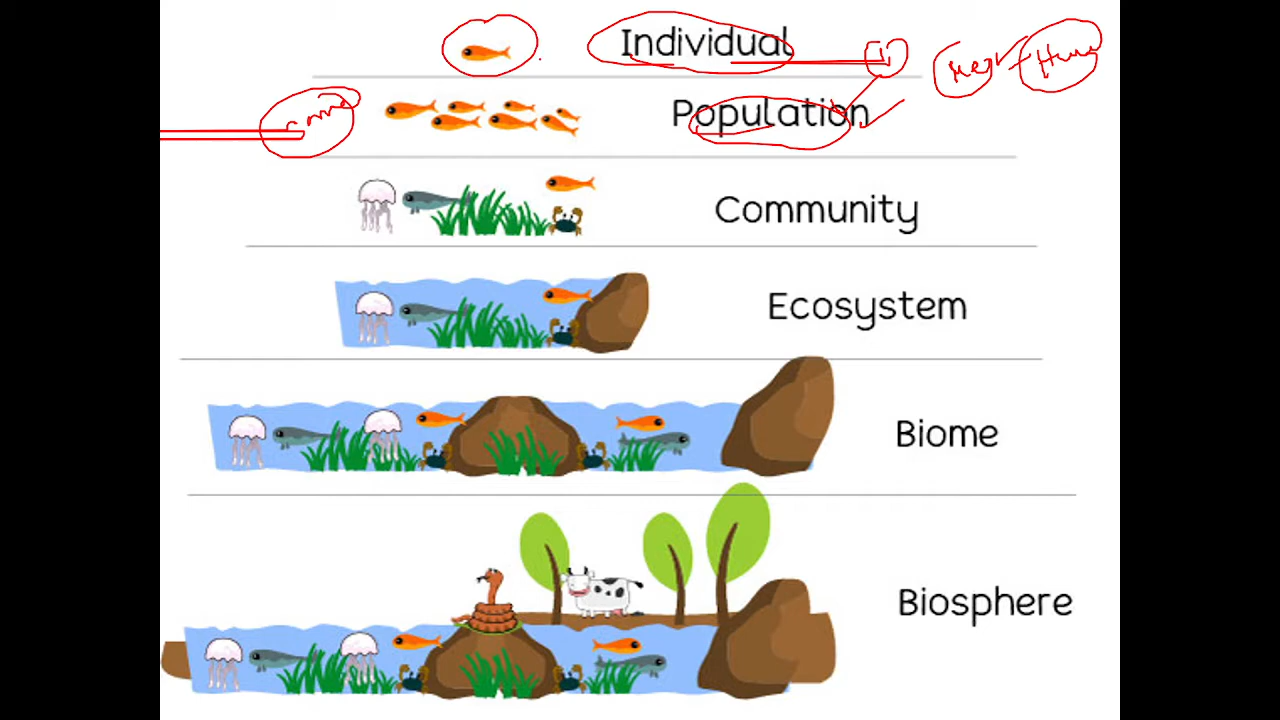 Individual
Population
Community
Ecosystem
Biome
Biosphere